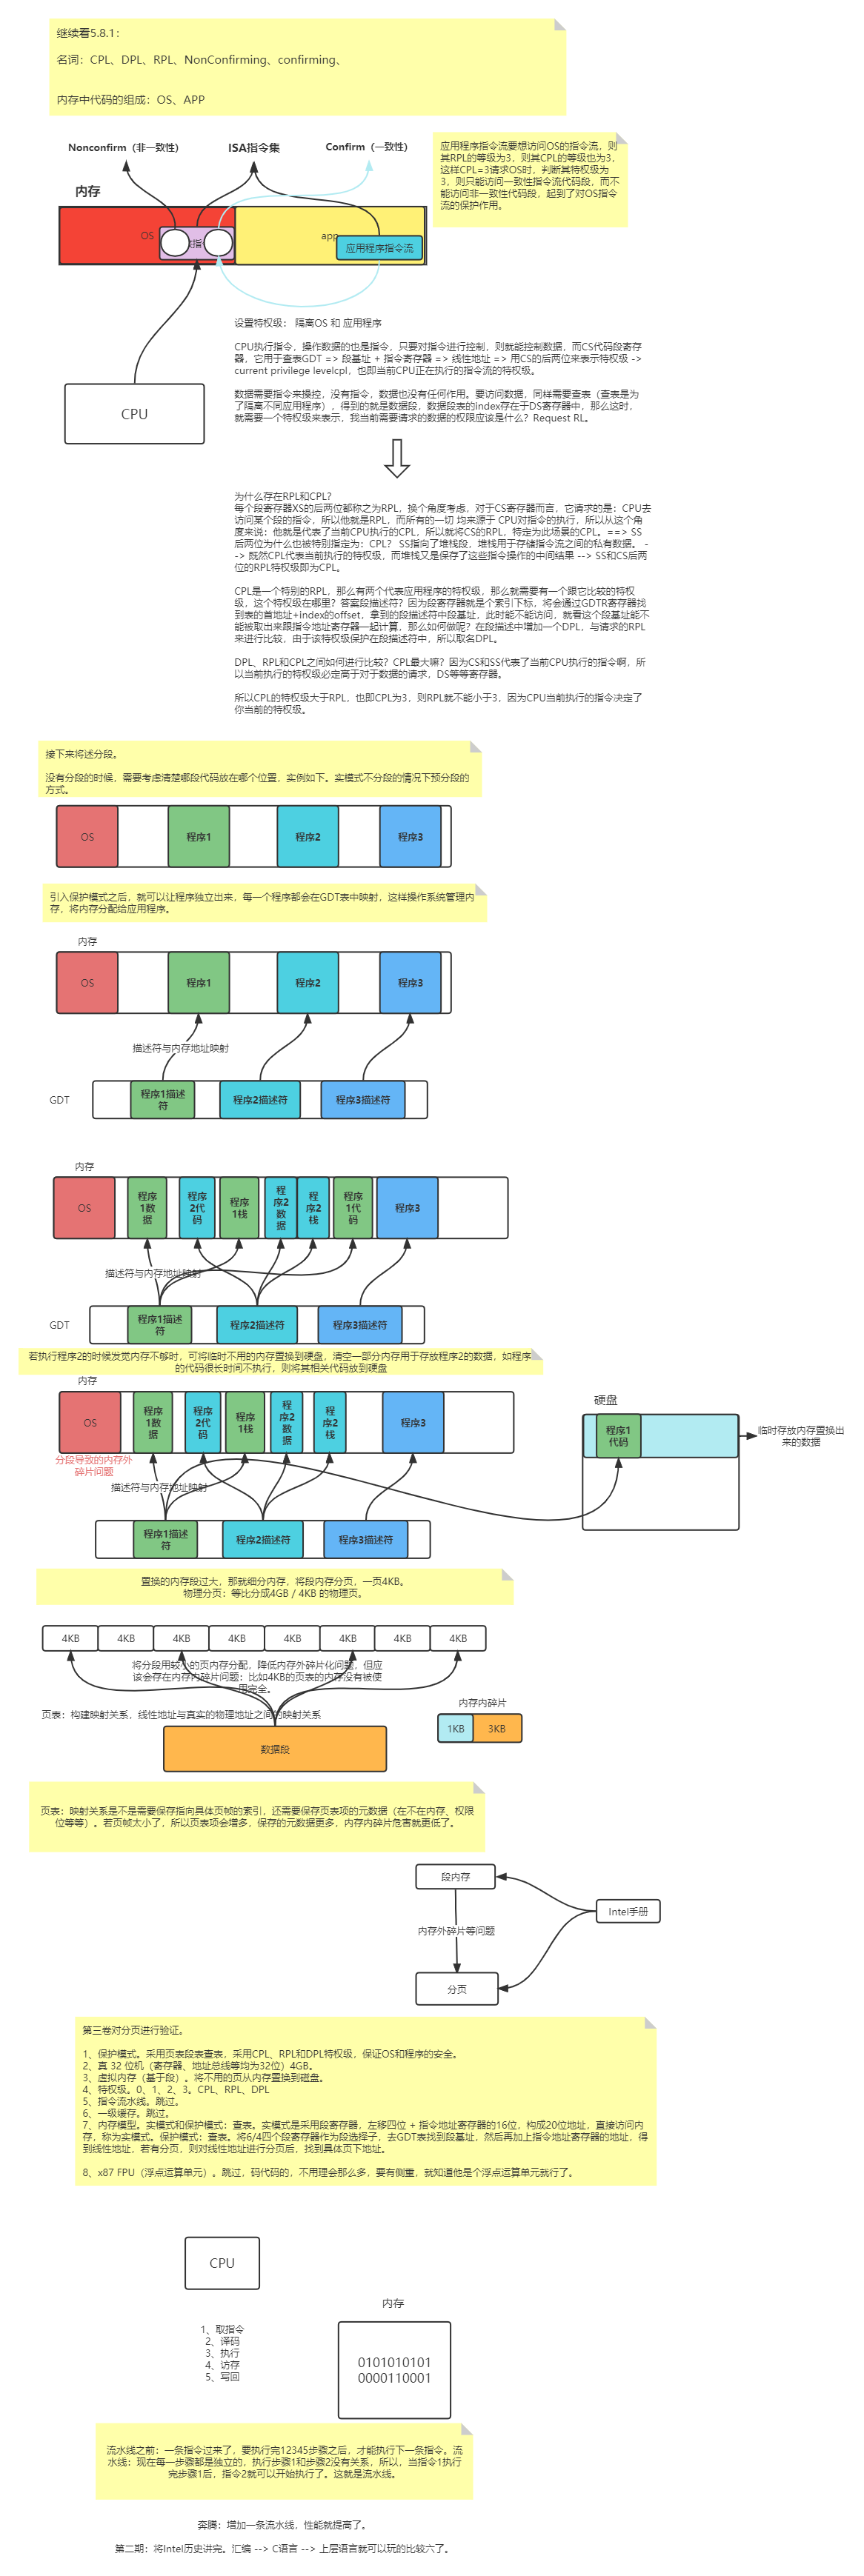 继续看5.8.1：
名词：CPL、DPL、RPL、NonConfirming、confirming、
内存中代码的组成：OS、APP
Nonconfirm（非一致性）
ISA指令集
Confirm（一致性）
应用程序指令流要想访问OS的指令流，则
其RPL的等级为3，则其CPL的等级也为3，
这样CPL=3请求OS时，判断其特权级为
3，则只能访问一致性指令流代码段，而不
能访问非一致性代码段，起到了对OS指令
流的保护作用。
内存
OS
指
app
应用程序指令流
CPU
设置特权级： 隔离OS 和 应用程序
CPU执行指令，操作数据的也是指令，只要对指令进行控制，则就能控制数据，而CS代码段寄存
器，它用于查表GDT => 段基址 + 指令寄存器 => 线性地址 => 用CS的后两位来表示特权级 ->
current privilege levelcpl，也即当前CPU正在执行的指令流的特权级。
数据需要指令来操控，没有指令，数据也没有任何作用。要访问数据，同样需要查表（查表是为
了隔离不同应用程序），得到的就是数据段，数据段表的index存在于DS寄存器中，那么这时，
就需要一个特权级来表示，我当前需要请求的数据的权限应该是什么？Request RL。
为什么存在RPL和CPL?
每个段寄存器XS的后两位都称之为RPL，换个角度考虑，对于CS寄存器而言，它请求的是：CPU去
访问某个段的指令，所以他就是RPL，而所有的一切 均来源于 CPU对指令的执行，所以从这个角
度来说：他就是代表了当前CPU执行的CPL，所以就将CS的RPL，特定为此场景的CPL。==> SS
后两位为什么也被特别指定为：CPL？ SS指向了堆栈段，堆栈用于存储指令流之间的私有数据。 -
-> 既然CPL代表当前执行的特权级，而堆栈又是保存了这些指令操作的中间结果 --> SS和CS后两
位的RPL特权级即为CPL。
CPL是一个特别的RPL，那么有两个代表应用程序的特权级，那么就需要有一个跟它比较的特权
级，这个特权级在哪里？答案段描述符？因为段寄存器就是个索引下标，将会通过GDTR寄存器找
到表的首地址+index的offset，拿到的段描述符中段基址，此时能不能访问，就看这个段基址能不
能被取出来跟指令地址寄存器一起计算，那么如何做呢？在段描述中增加一个DPL，与请求的RPL
来进行比较，由于该特权级保护在段描述符中，所以取名DPL。
DPL、RPL和CPL之间如何进行比较？CPL最大嘛？因为CS和SS代表了当前CPU执行的指令啊，所
以当前执行的特权级必定高于对于数据的请求，DS等等寄存器。
所以CPL的特权级大于RPL，也即CPL为3，则RPL就不能小于3，因为CPU当前执行的指令决定了
你当前的特权级。
接下来将述分段。
没有分段的时候，需要考虑清楚哪段代码放在哪个位置，实例如下。实模式不分段的情况下预分段的
方式。
OS
程序1
程序2
程序3
引入保护模式之后，就可以让程序独立出来，每一个程序都会在GDT表中映射，这样操作系统管理内
存，将内存分配给应用程序。
内存
OS
程序1
程序2
程序3
描述符与内存地址映射
GDT
程序1描述
符
程序2描述符
程序3描述符
内存
OS
程序
1数
据
程序
2代
码
程序
1栈
程
序2
数
据
程
序2
栈
程序
1代
码
程序3
描述符与内存地址映射
GDT
程序1描述
符
程序2描述符
程序3描述符
若执行程序2的时候发觉内存不够时，可将临时不用的内存置换到硬盘，清空一部分内存用于存放程序2的数据，如程序
的代码很长时间不执行，则将其相关代码放到硬盘
内存
硬盘
OS
程序
1数
据
程序
2代
码
程序
1栈
程
序2
数
据
程
序2
栈
程序3
程序1
代码
临时存放内存置换出
来的数据
分段导致的内存外
碎片问题
描述符与内存地址映射
程序1描述
符
程序2描述符
程序3描述符
置换的内存段过大，那就细分内存，将段内存分页，一页4KB。
物理分页：等比分成4GB / 4KB 的物理页。
4KB
4KB
4KB
4KB
4KB
4KB
4KB
4KB
将分段用较小的页内存分配，降低内存外碎片化问题，但应
该会存在内存内碎片问题：比如4KB的页表的内存没有被使
用完全。
页表：构建映射关系，线性地址与真实的物理地址之间的映射关系
内存内碎片
1KB
3KB
数据段
页表：映射关系是不是需要保存指向具体页帧的索引，还需要保存页表项的元数据（在不在内存、权限
位等等）。若页帧太小了，所以页表项会增多，保存的元数据更多，内存内碎片危害就更低了。
段内存
Intel手册
内存外碎片等问题
分页
第三卷对分页进行验证。
1、保护模式。采用页表段表查表，采用CPL、RPL和DPL特权级，保证OS和程序的安全。
2、真 32 位机（寄存器、地址总线等均为32位）4GB。
3、虚拟内存（基于段）。将不用的页从内存置换到磁盘。
4、特权级。0、1、2、3。CPL、RPL、DPL
5、指令流水线。跳过。
6、一级缓存。跳过。
7、内存模型。实模式和保护模式：查表。实模式是采用段寄存器，左移四位 + 指令地址寄存器的16位，构成20位地址，直接访问内
存，称为实模式。保护模式：查表。将6/4四个段寄存器作为段选择子，去GDT表找到段基址，然后再加上指令地址寄存器的地址，得
到线性地址，若有分页，则对线性地址进行分页后，找到具体页下地址。
8、x87 FPU（浮点运算单元）。跳过，码代码的，不用理会那么多，要有侧重，就知道他是个浮点运算单元就行了。
CPU
内存
1、取指令
2、译码
3、执行
4、访存
5、写回
0101010101
0000110001
流水线之前：一条指令过来了，要执行完12345步骤之后，才能执行下一条指令。流
水线：现在每一步骤都是独立的，执行步骤1和步骤2没有关系，所以，当指令1执行
完步骤1后，指令2就可以开始执行了。这就是流水线。
奔腾：增加一条流水线，性能就提高了。
第二期：将Intel历史讲完。汇编 --> C语言 --> 上层语言就可以玩的比较六了。